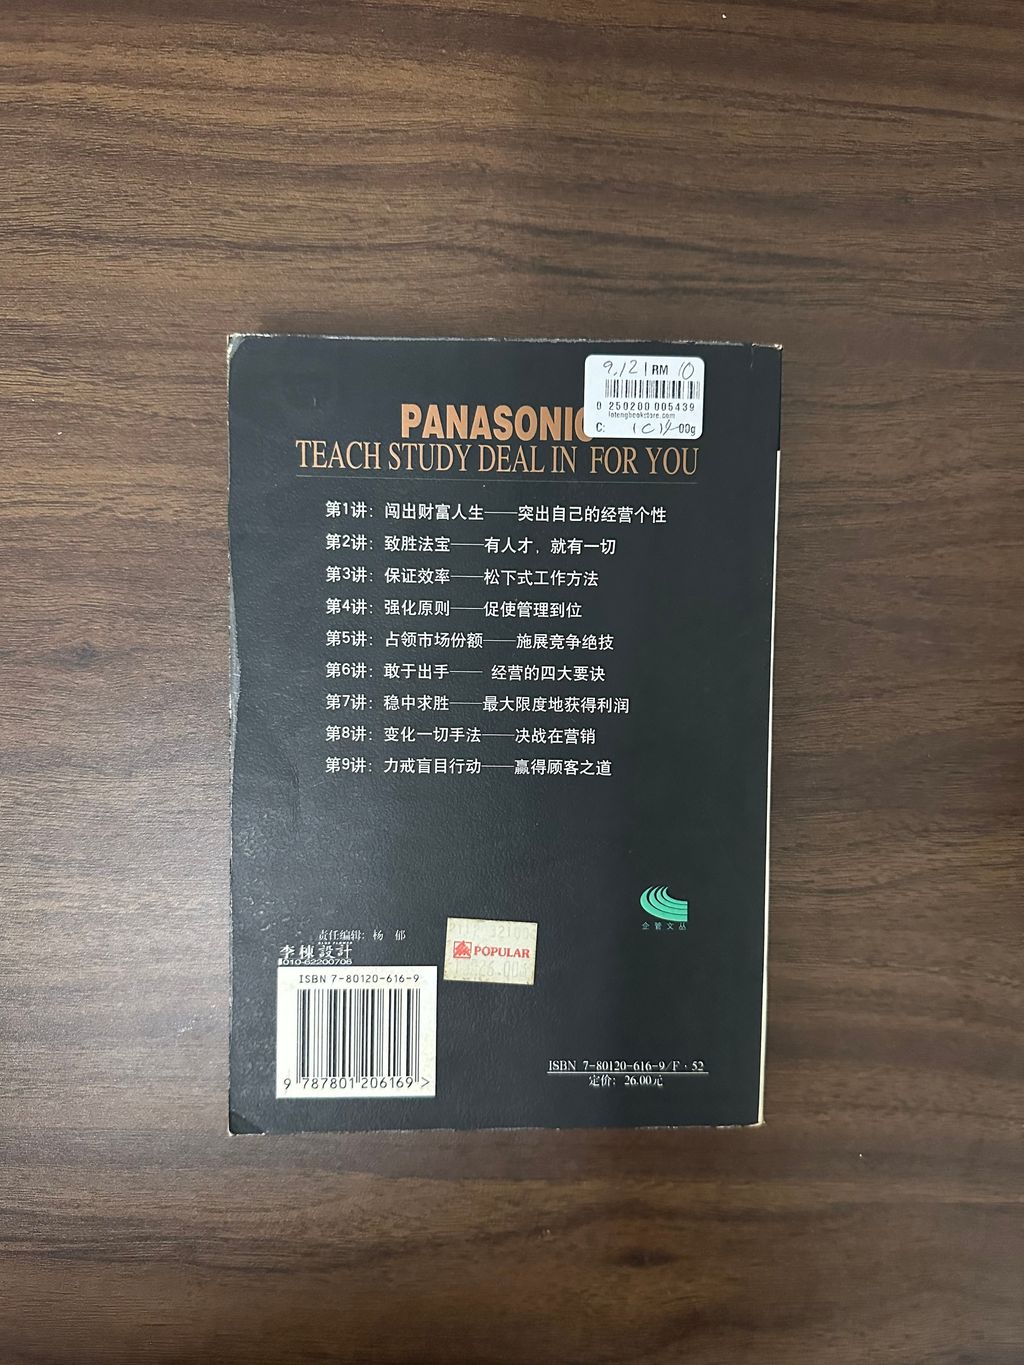 9.12 RM 10
0 250200 005439
lotengbookstore.com
C: 00g
PANASONIC
TEACH STUDY DEAL IN FOR YOU
第1讲：闯出财富人生——突出自己的经营个性
第2讲：致胜法宝——有人才，就有一切
第3讲：保证效率——松下式工作方法
第4讲：强化原则——促使管理到位
第5讲：占领市场份额——施展竞争绝技
第6讲：敢于出手—— 经营的四大要诀
第7讲：稳中求胜——最大限度地获得利润
第8讲：变化一切手法——决战在营销
第9讲：力戒盲目行动——赢得顾客之道
企管文丛
责任编辑：杨 郁
李栋設計
010-62200706
POPULAR
ISBN 7-80120-616-9
9 787801 206169 >
ISBN 7-80120-616-9/F·52
定价：26.00元